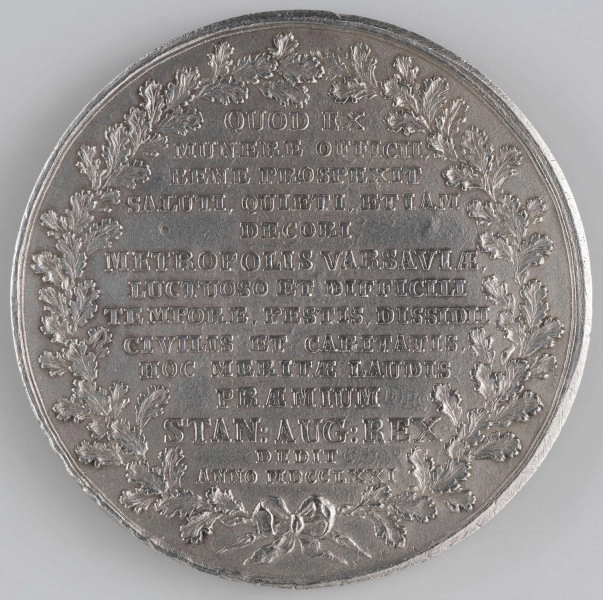 QUOD EX
MUNERE OFFICII,
BENE PROSPEXIT
SALUTI, QUIETI, ETIAM
DECORI
METROPOLIS VARSAVIÆ,
LUCTUOSO ET DIFFICILI
TEMPORE, PESTIS, DISSIDII
CIVILIS ET CARITATIS
HOC MERITÆ LAUDIS
PRÆMIUM
STAN: AUG: REX
DEDIT
ANNO MDCCLXXI